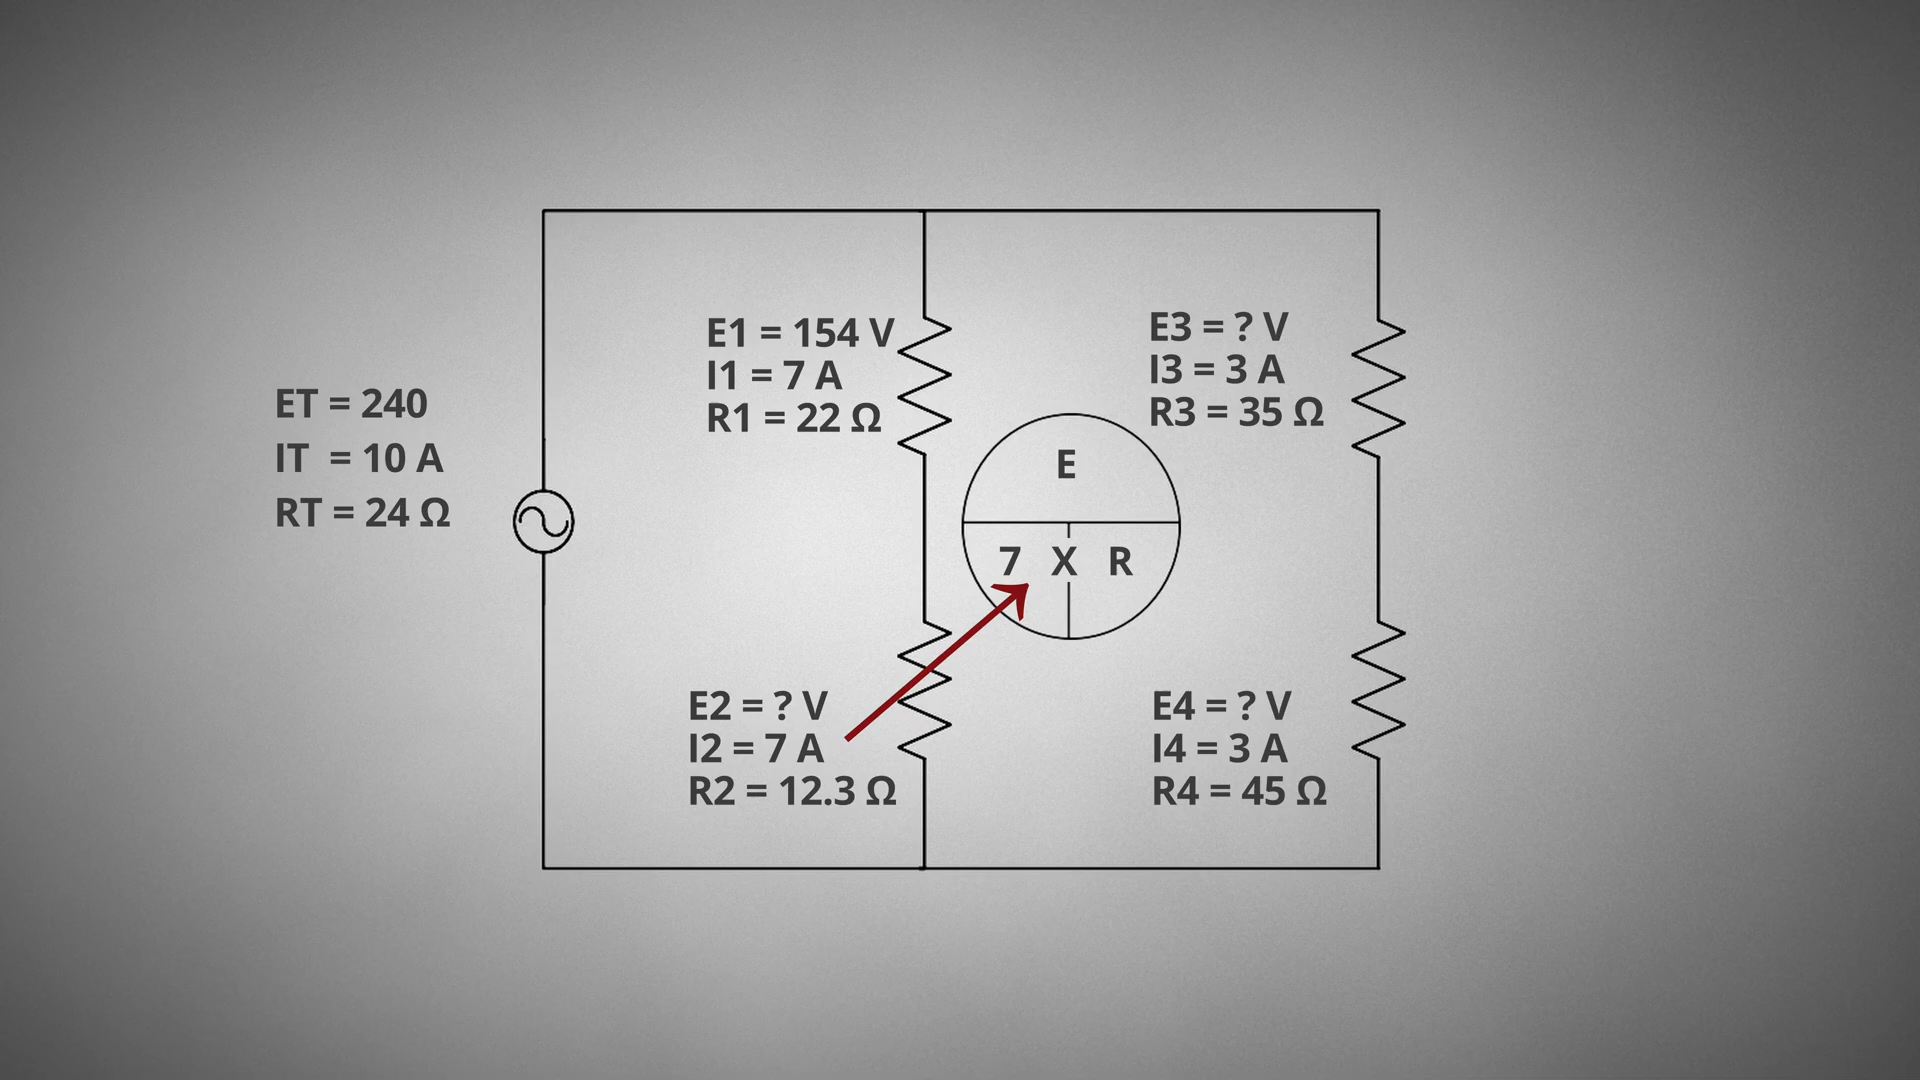 ET = 240
IT = 10 A
RT = 24 Ω
E1 = 154 V
I1 = 7 A
R1 = 22 Ω
E3 = ? V
I3 = 3 A
R3 = 35 Ω
E
7 X R
E2 = ? V
I2 = 7 A
R2 = 12.3 Ω
E4 = ? V
I4 = 3 A
R4 = 45 Ω